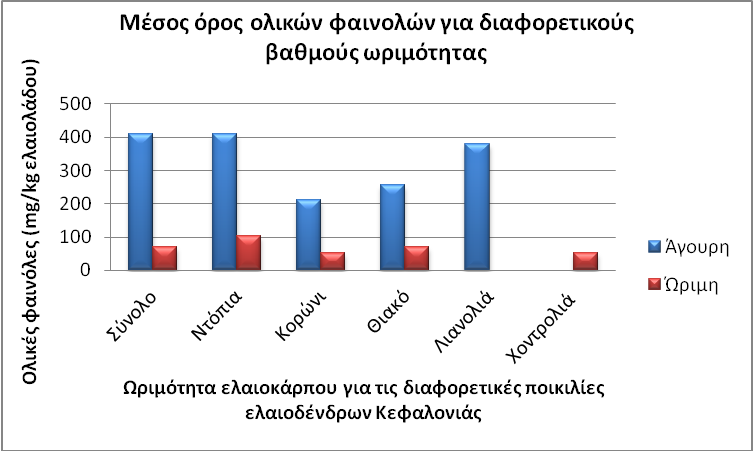 Μέσος όρος ολικών φαινολών για διαφορετικούς
βαθμούς ωριμότητας
Ολικές φαινόλες (mg/kg ελαιολάδου)
500
400
300
200
100
0
Σύνολο
Ντόπια
Κορώνι
Θιακό
Λιανολιά
Χοντρολιά
Άγουρη
Ώριμη
Ωριμότητα ελαιοκάρπου για τις διαφορετικές ποικιλίες
ελαιοδένδρων Κεφαλονιάς